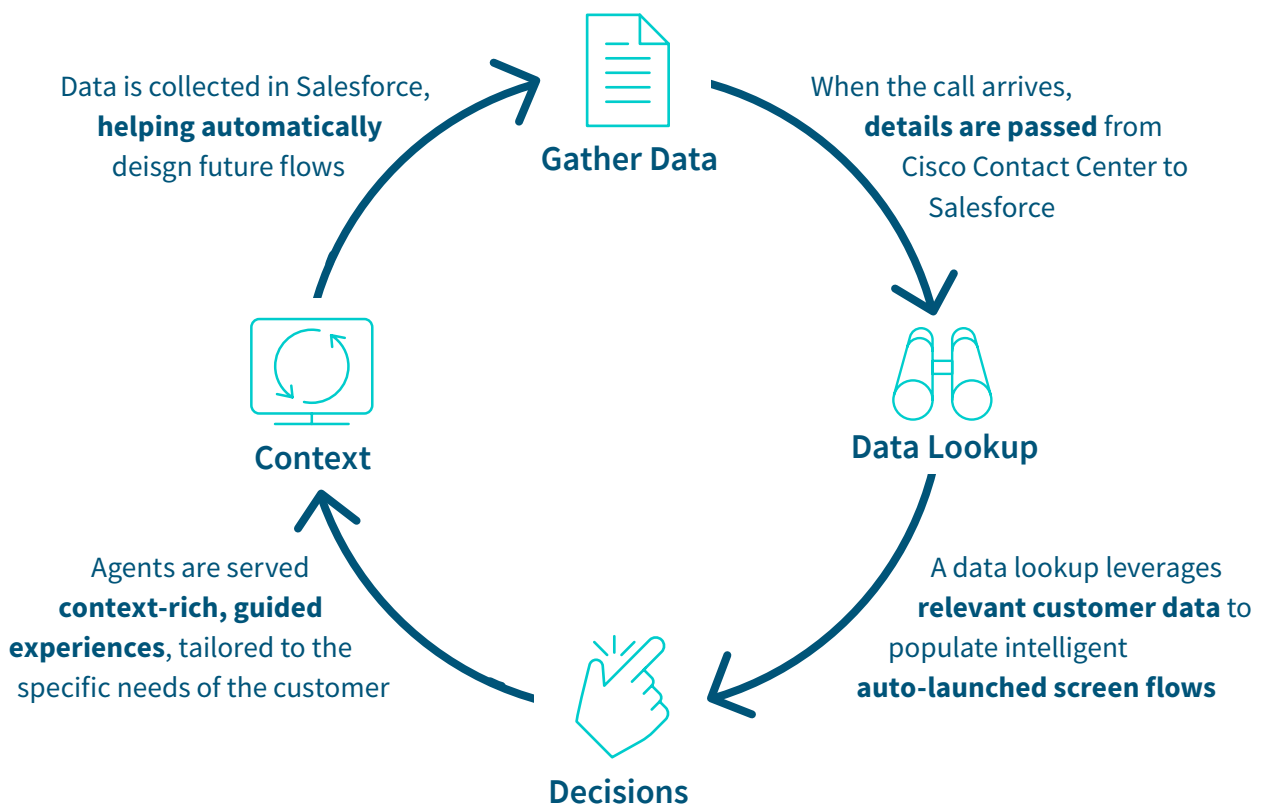 Gather Data
When the call arrives,
details are passed from
Cisco Contact Center to
Salesforce
Data Lookup
A data lookup leverages
relevant customer data to
populate intelligent
auto-launched screen flows
Decisions
Agents are served
context-rich, guided
experiences, tailored to the
specific needs of the customer
Context
Data is collected in Salesforce,
helping automatically
deisgn future flows